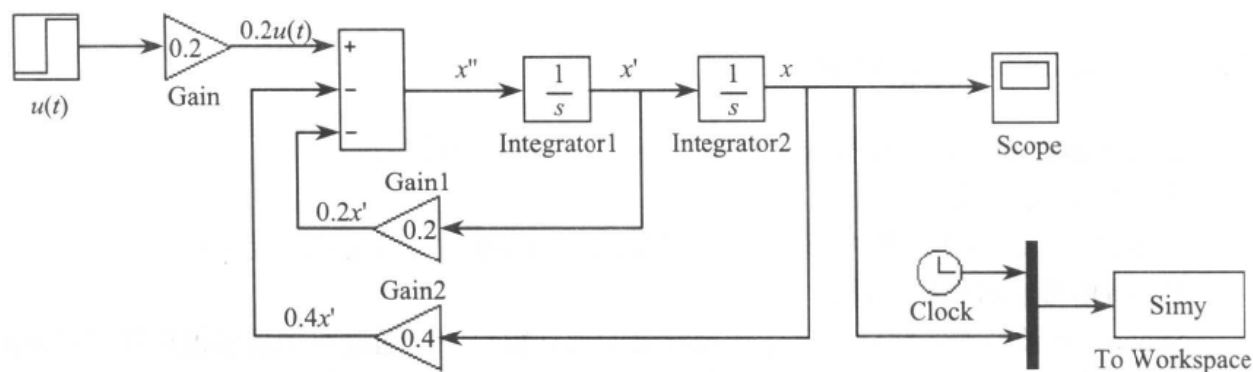 0.2
0.2u(t)
u(t)
Gain
+
−
−
x"
1
s
Integrator1
x'
1
s
Integrator2
x
Scope
Gain1
0.2x'
0.2
Gain2
0.4x'
0.4
Clock
Simy
To Workspace